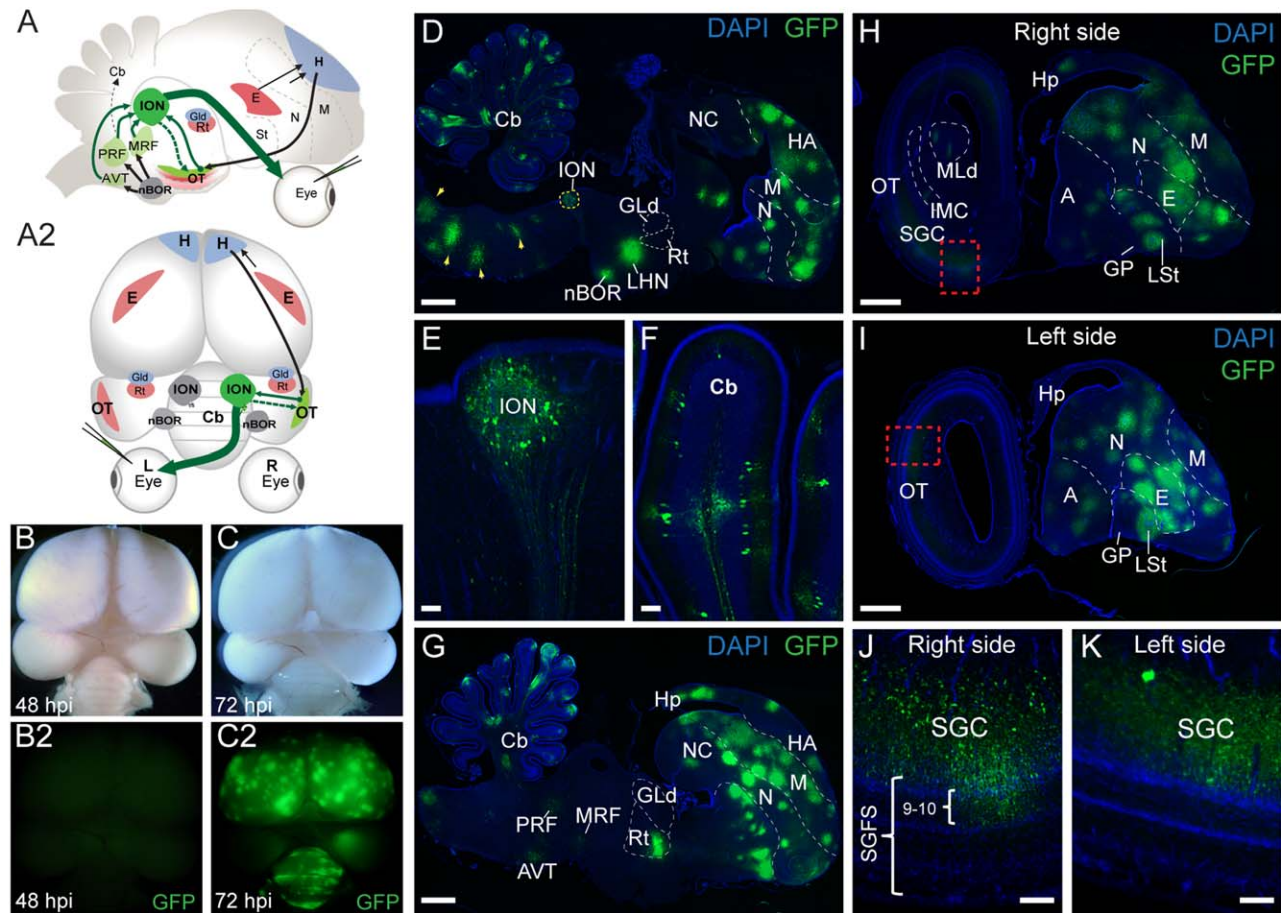 A
Cb
H
ION
E
M
Gld
Rt
N
St
PRF
MRF
OT
AVT
nBOR
Eye
A2
H H
E E
Gld
Rt
ION
ION
Gld
Rt
OT
Cb
OT
nBOR
nBOR
L
Eye
R
Eye
B
48 hpi
C
72 hpi
B2
48 hpi
GFP
C2
72 hpi
GFP
D
DAPI GFP
Cb
NC
HA
ION
M
N
GLd
Rt
LHN
nBOR
E
ION
F
Cb
G
DAPI GFP
Hp
Cb
NC
HA
M
GLd
N
PRF
MRF
Rt
AVT
H
Right side
DAPI
GFP
Hp
M
N
MLd
OT
A
E
IMC
SGC
GP
LSt
I
Left side
DAPI
GFP
Hp
N
M
OT
A
E
GP
LSt
J
Right side
SGC
9-10
SGFS
K
Left side
SGC